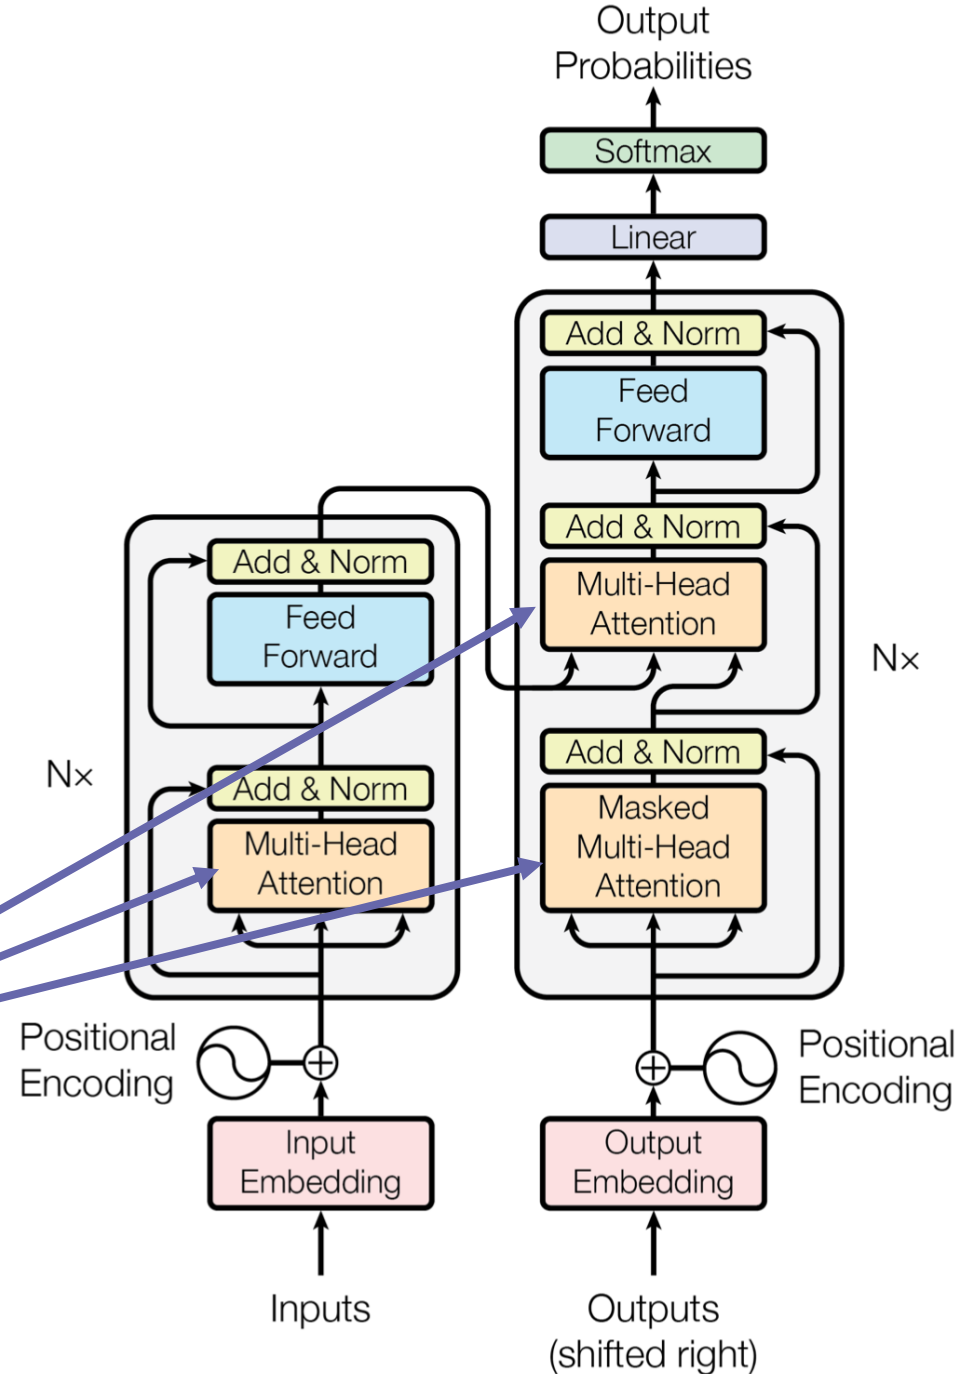 Output
Probabilities
Softmax
Linear
Add & Norm
Feed
Forward
Add & Norm
Multi-Head
Attention
Nx
Add & Norm
Masked
Multi-Head
Attention
Add & Norm
Feed
Forward
Nx
Add & Norm
Multi-Head
Attention
Positional
Encoding
Positional
Encoding
Input
Embedding
Output
Embedding
Inputs
Outputs
(shifted right)